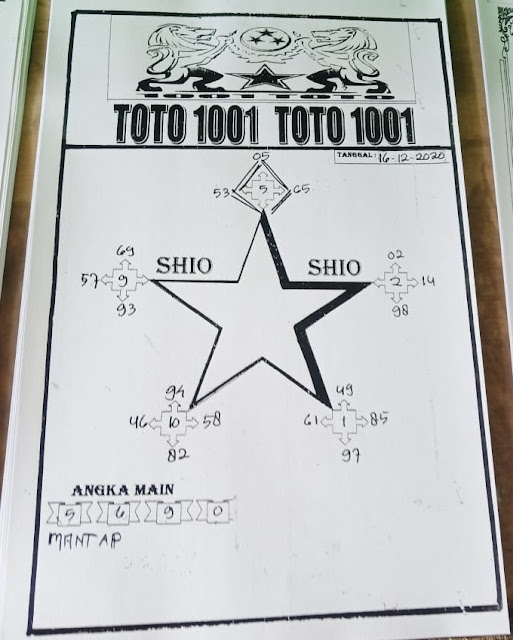 TOTO 1001 TOTO 1001
TANGGAL: 16-12-2020
05
53 5 65
69
SHIO SHIO
02
57 9
2 14
93
98
94
49
46 10 58
61 1 85
82
97
ANGKA MAIN
5 6 9 0
MANTAP